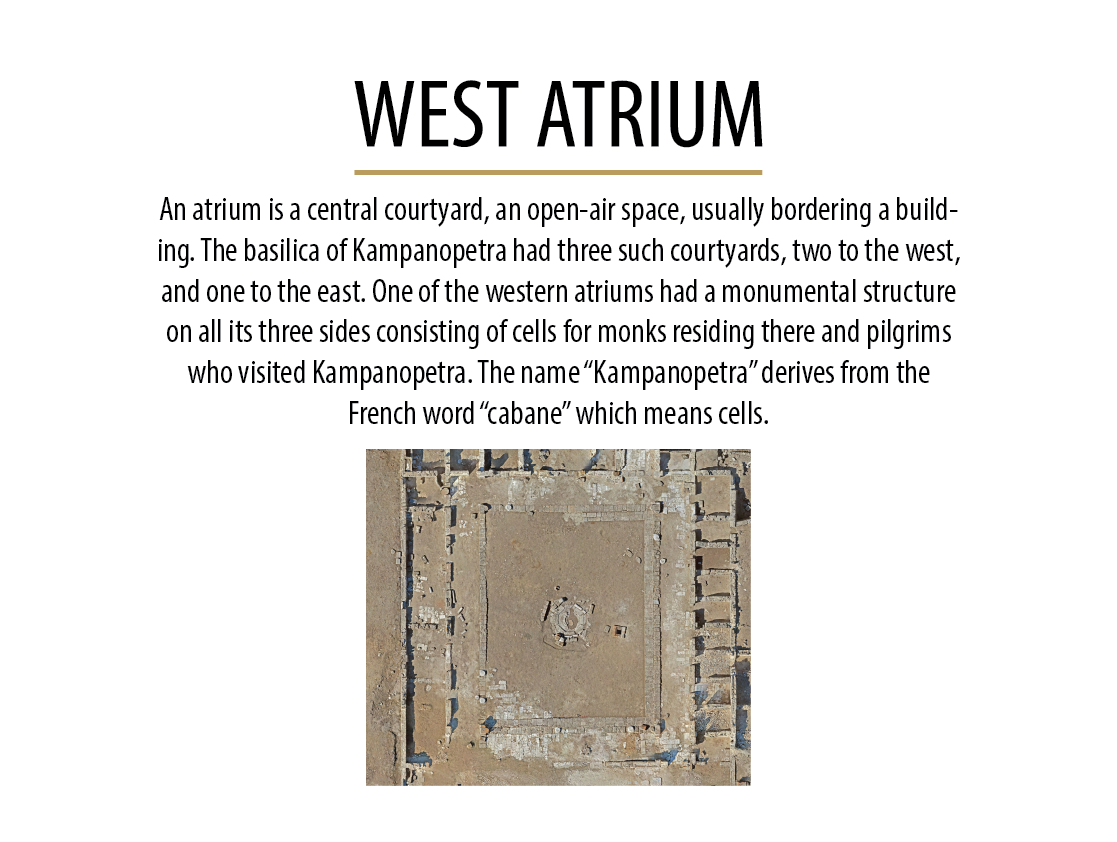 WEST ATRIUM
An atrium is a central courtyard, an open-air space, usually bordering a build-
ing. The basilica of Kampanopetra had three such courtyards, two to the west,
and one to the east. One of the western atriums had a monumental structure
on all its three sides consisting of cells for monks residing there and pilgrims
who visited Kampanopetra. The name “Kampanopetra” derives from the
French word “cabane” which means cells.